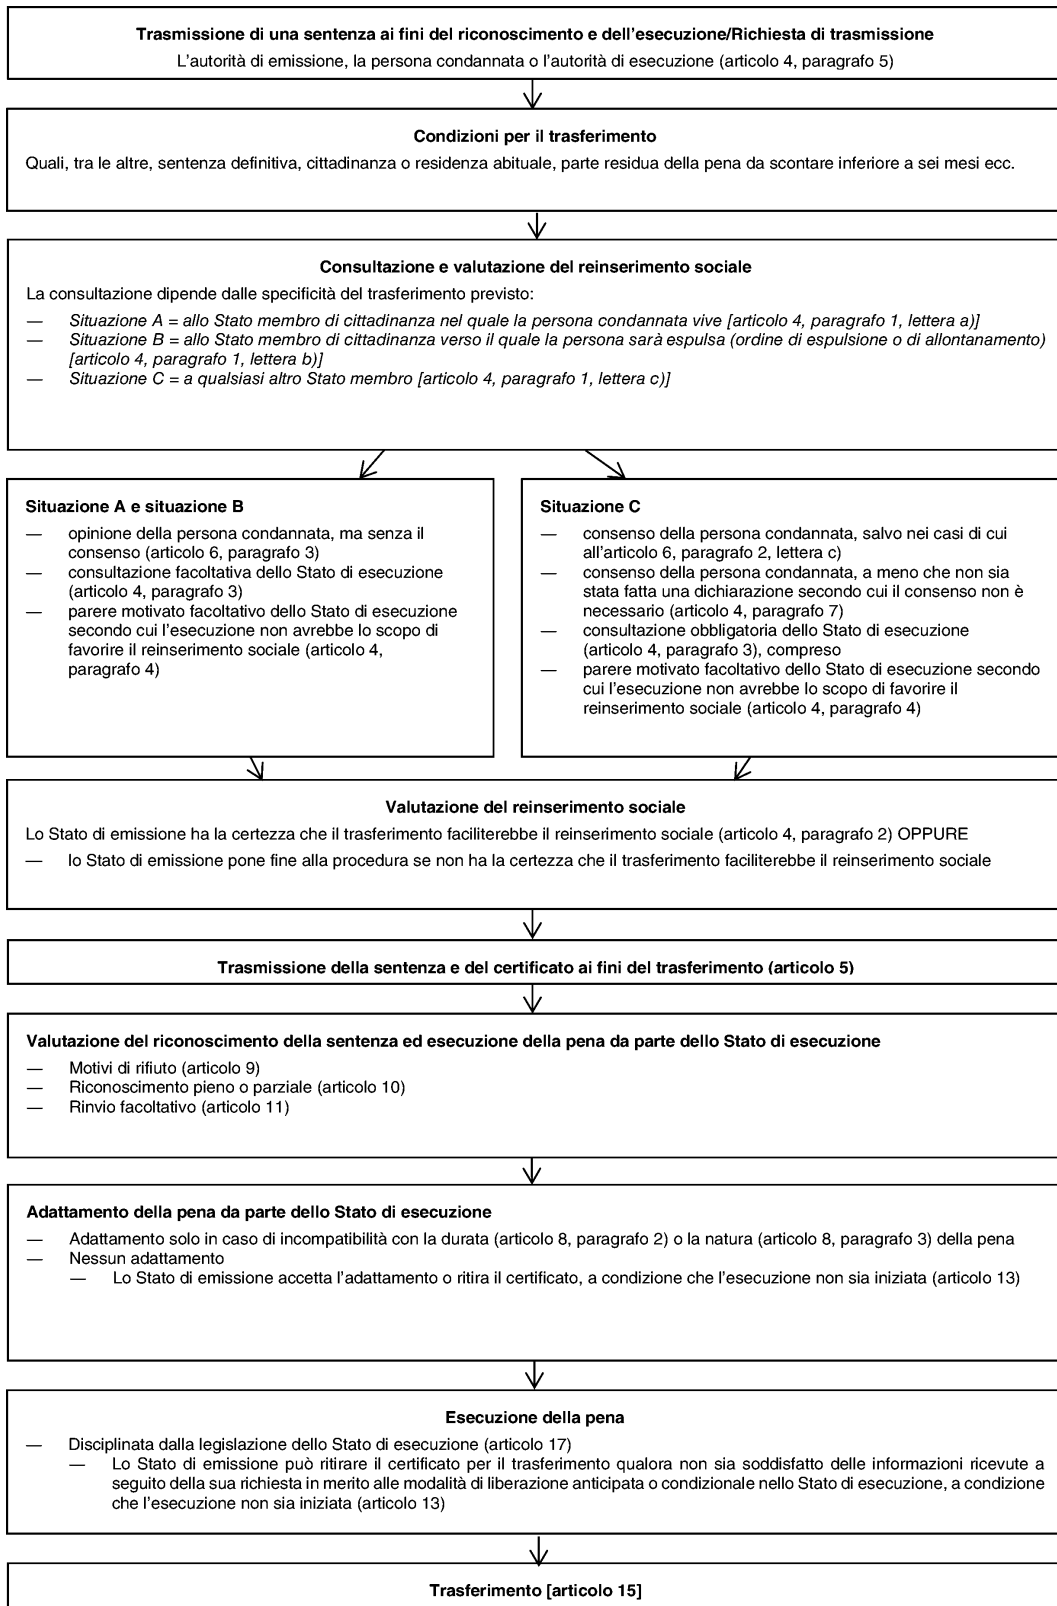 Trasmissione di una sentenza ai fini del riconoscimento e dell'esecuzione/Richiesta di trasmissione
L'autorità di emissione, la persona condannata o l'autorità di esecuzione (articolo 4, paragrafo 5)
Condizioni per il trasferimento
Quali, tra le altre, sentenza definitiva, cittadinanza o residenza abituale, parte residua della pena da scontare inferiore a sei mesi ecc.
Consultazione e valutazione del reinserimento sociale
La consultazione dipende dalle specificità del trasferimento previsto:
— Situazione A = allo Stato membro di cittadinanza nel quale la persona condannata vive [articolo 4, paragrafo 1, lettera a)]
— Situazione B = allo Stato membro di cittadinanza verso il quale la persona sarà espulsa (ordine di espulsione o di allontanamento)
[articolo 4, paragrafo 1, lettera b)]
— Situazione C = a qualsiasi altro Stato membro [articolo 4, paragrafo 1, lettera c)]
Situazione A e situazione B
— opinione della persona condannata, ma senza il
consenso (articolo 6, paragrafo 3)
— consultazione facoltativa dello Stato di esecuzione
(articolo 4, paragrafo 3)
— parere motivato facoltativo dello Stato di esecuzione
secondo cui l'esecuzione non avrebbe lo scopo di
favorire il reinserimento sociale (articolo 4,
paragrafo 4)
Situazione C
— consenso della persona condannata, salvo nei casi di cui
all'articolo 6, paragrafo 2, lettera c)
— consenso della persona condannata, a meno che non sia
stata fatta una dichiarazione secondo cui il consenso non è
necessario (articolo 4, paragrafo 7)
— consultazione obbligatoria dello Stato di esecuzione
(articolo 4, paragrafo 3), compreso
— parere motivato facoltativo dello Stato di esecuzione secondo
cui l'esecuzione non avrebbe lo scopo di favorire il
reinserimento sociale (articolo 4, paragrafo 4)
Valutazione del reinserimento sociale
Lo Stato di emissione ha la certezza che il trasferimento faciliterebbe il reinserimento sociale (articolo 4, paragrafo 2) OPPURE
— lo Stato di emissione pone fine alla procedura se non ha la certezza che il trasferimento faciliterebbe il reinserimento sociale
Trasmissione della sentenza e del certificato ai fini del trasferimento (articolo 5)
Valutazione del riconoscimento della sentenza ed esecuzione della pena da parte dello Stato di esecuzione
— Motivi di rifiuto (articolo 9)
— Riconoscimento pieno o parziale (articolo 10)
— Rinvio facoltativo (articolo 11)
Adattamento della pena da parte dello Stato di esecuzione
— Adattamento solo in caso di incompatibilità con la durata (articolo 8, paragrafo 2) o la natura (articolo 8, paragrafo 3) della pena
— Nessun adattamento
— Lo Stato di emissione accetta l'adattamento o ritira il certificato, a condizione che l'esecuzione non sia iniziata (articolo 13)
Esecuzione della pena
— Disciplinata dalla legislazione dello Stato di esecuzione (articolo 17)
— Lo Stato di emissione può ritirare il certificato per il trasferimento qualora non sia soddisfatto delle informazioni ricevute a
seguito della sua richiesta in merito alle modalità di liberazione anticipata o condizionale nello Stato di esecuzione, a condizione
che l'esecuzione non sia iniziata (articolo 13)
Trasferimento [articolo 15]